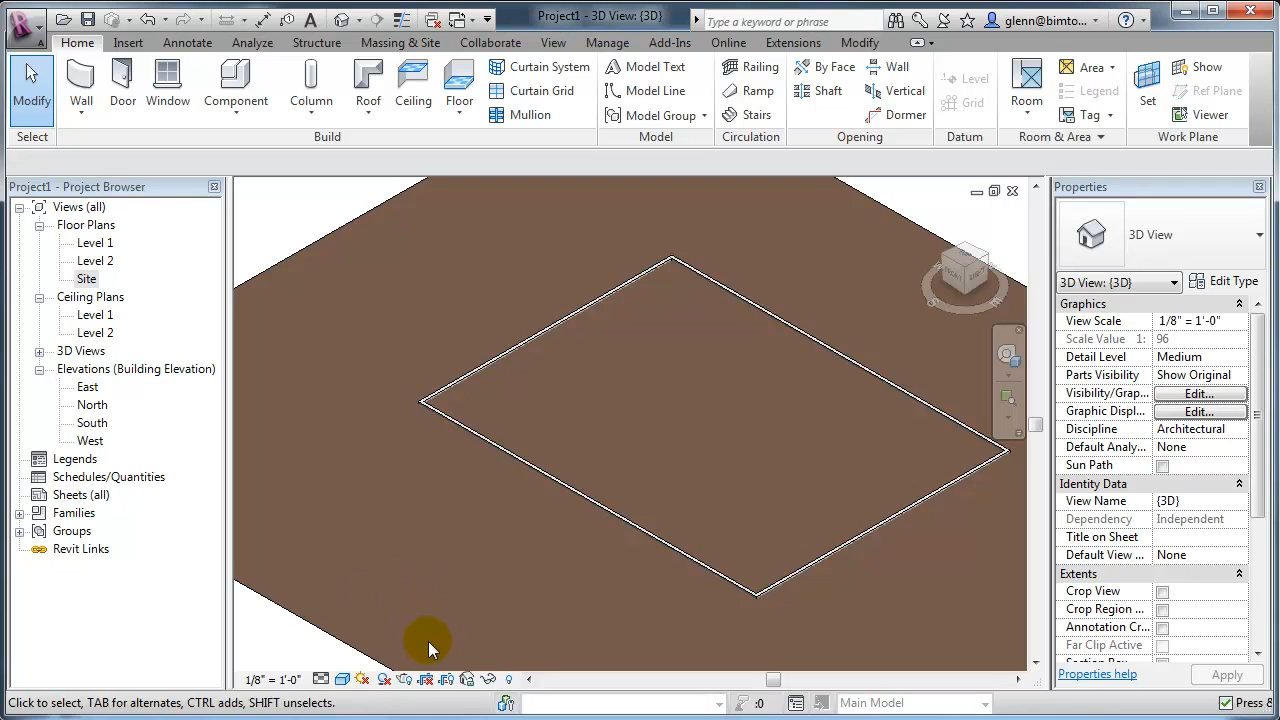 Project1 - 3D View: {3D}
Type a keyword or phrase
glenn@bimto...
Home Insert Annotate Analyze Structure Massing & Site Collaborate View Manage Add-Ins Online Extensions Modify
Modify
Wall
Door
Window
Component
Column
Roof
Ceiling
Floor
Curtain System
Curtain Grid
Mullion
Model Text
Model Line
Model Group
Railing
Ramp
Stairs
By Face
Shaft
Wall
Vertical
Dormer
Level
Grid
Room
Area
Legend
Tag
Set
Show
Ref Plane
Viewer
Select Build Model Circulation Opening Datum Room & Area Work Plane
Project1 - Project Browser
Views (all)
Floor Plans
Level 1
Level 2
Site
Ceiling Plans
Level 1
Level 2
3D Views
Elevations (Building Elevation)
East
North
South
West
Legends
Schedules/Quantities
Sheets (all)
Families
Groups
Revit Links
Properties
3D View
3D View: {3D} Edit Type
Graphics
View Scale 1/8" = 1'-0"
Scale Value 1: 96
Detail Level Medium
Parts Visibility Show Original
Visibility/Grap... Edit...
Graphic Displ... Edit...
Discipline Architectural
Default Analy... None
Sun Path
Identity Data
View Name {3D}
Dependency Independent
Title on Sheet
Default View ... None
Extents
Crop View
Crop Region ...
Annotation Cr...
Far Clip Active
Properties help Apply
1/8" = 1'-0"
Click to select, TAB for alternates, CTRL adds, SHIFT unselects.
:0
Main Model
Press &